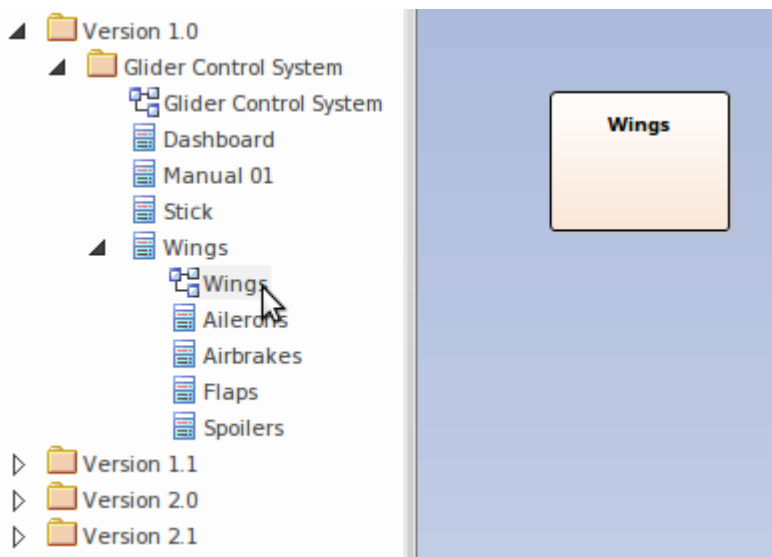 Version 1.0
Glider Control System
Glider Control System
Dashboard
Manual 01
Stick
Wings
Wings
Ailerons
Airbrakes
Flaps
Spoilers
Version 1.1
Version 2.0
Version 2.1
Wings